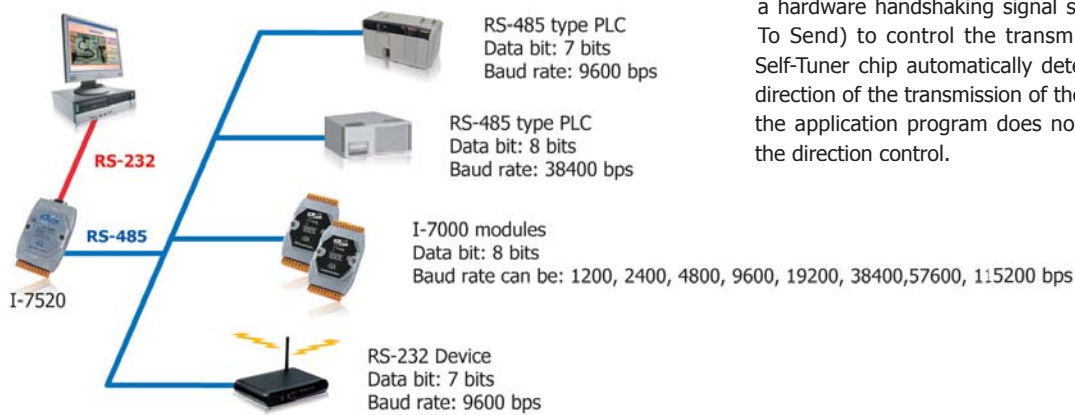 RS-485 type PLC
Data bit: 7 bits
Baud rate: 9600 bps
RS-485 type PLC
Data bit: 8 bits
Baud rate: 38400 bps
RS-232
RS-485
I-7520
I-7000 modules
Data bit: 8 bits
Baud rate can be: 1200, 2400, 4800, 9600, 19200, 38400,57600, 115200 bps
RS-232 Device
Data bit: 7 bits
Baud rate: 9600 bps
a hardware handshaking signal s
To Send) to control the transm
Self-Tuner chip automatically dete
direction of the transmission of the
the application program does no
the direction control.